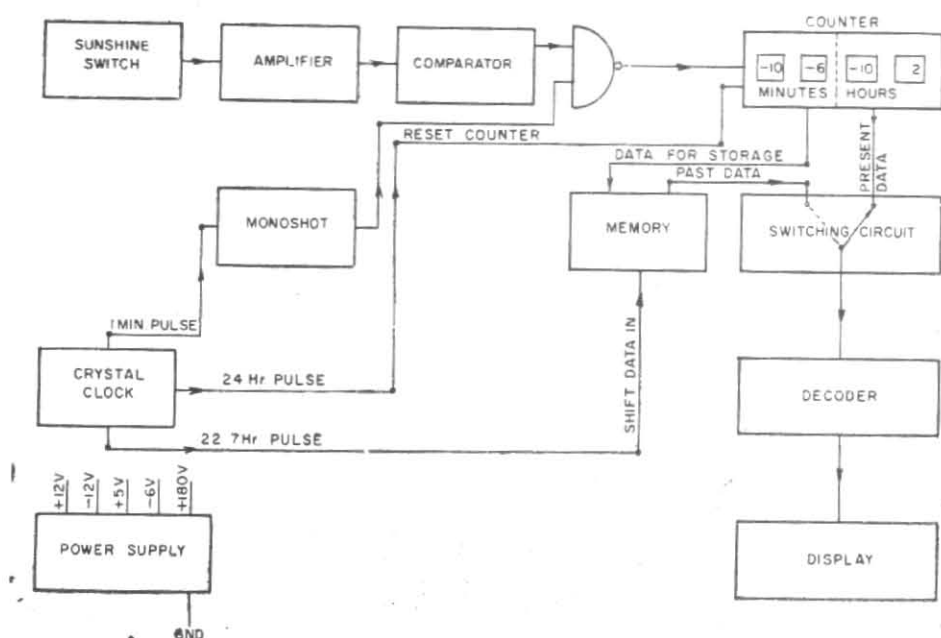 COUNTER
SUNSHINE
SWITCH
AMPLIFIER
COMPARATOR
-10 -6 -10 2
MINUTES HOURS
RESET COUNTER
DATA FOR STORAGE
PAST DATA
PRESENT
DATA
MONOSHOT
MEMORY
SWITCHING CIRCUIT
1 MIN. PULSE
CRYSTAL
CLOCK
24 Hr PULSE
SHIFT DATA IN
DECODER
22 7Hr PULSE
+12V
-12V
+5V
-6V
+180V
POWER SUPPLY
DISPLAY
GND